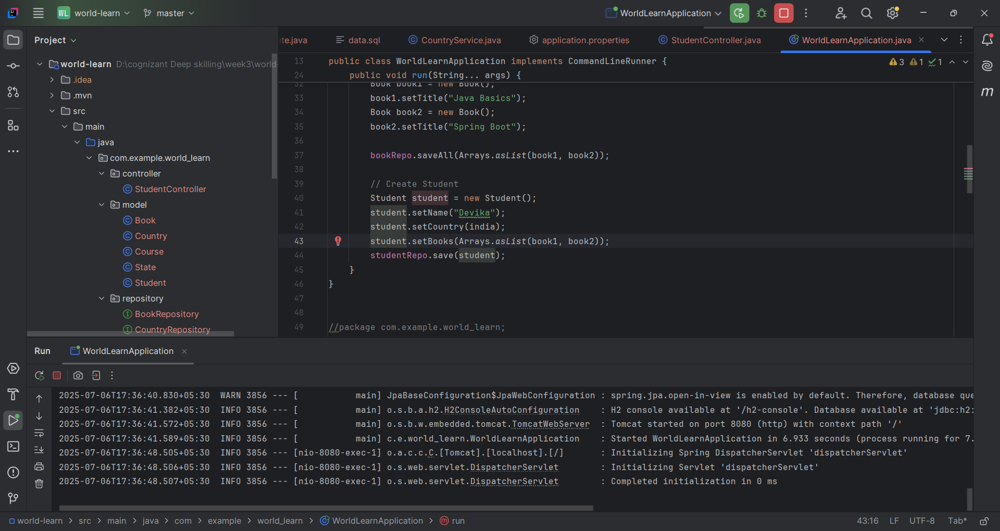 WL world-learn master WorldLearnApplication
Project
te.java data.sql CountryService.java application.properties StudentController.java WorldLearnApplication.java
world-learn D:\cognizant Deep skilling\week3\world-
.idea
.mvn
src
main
java
com.example.world_learn
controller
StudentController
model
Book
Country
Course
State
Student
repository
BookRepository
CountryRepository
3 1 1
13 public class WorldLearnApplication implements CommandLineRunner {
24 public void run(String... args) {
32 Book book1 = new Book();
33 book1.setTitle("Java Basics");
34 Book book2 = new Book();
35 book2.setTitle("Spring Boot");
36
37 bookRepo.saveAll(Arrays.asList(book1, book2));
38
39 // Create Student
40 Student student = new Student();
41 student.setName("Devika");
42 student.setCountry(india);
43 student.setBooks(Arrays.asList(book1, book2));
44 studentRepo.save(student);
45 }
46 }
47
48
49 //package com.example.world_learn;
m
Run WorldLearnApplication
2025-07-06T17:36:40.830+05:30  WARN 3856 --- [           main] JpaBaseConfiguration$JpaWebConfiguration : spring.jpa.open-in-view is enabled by default. Therefore, database que
2025-07-06T17:36:41.382+05:30  INFO 3856 --- [           main] o.s.b.a.h2.H2ConsoleAutoConfiguration    : H2 console available at '/h2-console'. Database available at 'jdbc:h2:
2025-07-06T17:36:41.572+05:30  INFO 3856 --- [           main] o.s.b.w.embedded.tomcat.TomcatWebServer  : Tomcat started on port 8080 (http) with context path '/'
2025-07-06T17:36:41.589+05:30  INFO 3856 --- [           main] c.e.world_learn.WorldLearnApplication    : Started WorldLearnApplication in 6.933 seconds (process running for 7.
2025-07-06T17:36:48.505+05:30  INFO 3856 --- [nio-8080-exec-1] o.a.c.c.C.[Tomcat].[localhost].[/]       : Initializing Spring DispatcherServlet 'dispatcherServlet'
2025-07-06T17:36:48.506+05:30  INFO 3856 --- [nio-8080-exec-1] o.s.web.servlet.DispatcherServlet        : Initializing Servlet 'dispatcherServlet'
2025-07-06T17:36:48.507+05:30  INFO 3856 --- [nio-8080-exec-1] o.s.web.servlet.DispatcherServlet        : Completed initialization in 0 ms
world-learn > src > main > java > com > example > world_learn > WorldLearnApplication > run 43:16 LF UTF-8 Tab*